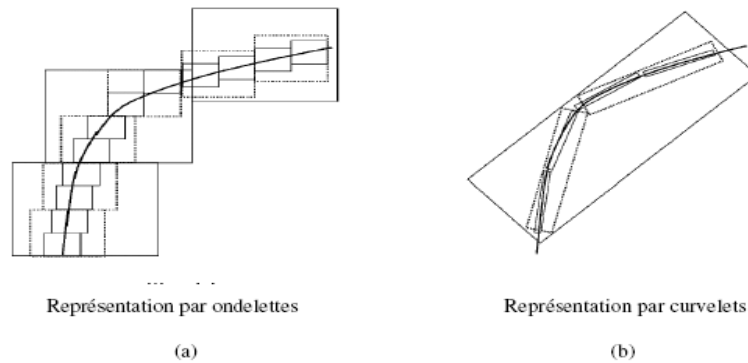 Représentation par ondelettes
Représentation par curvelets
(a)
(b)